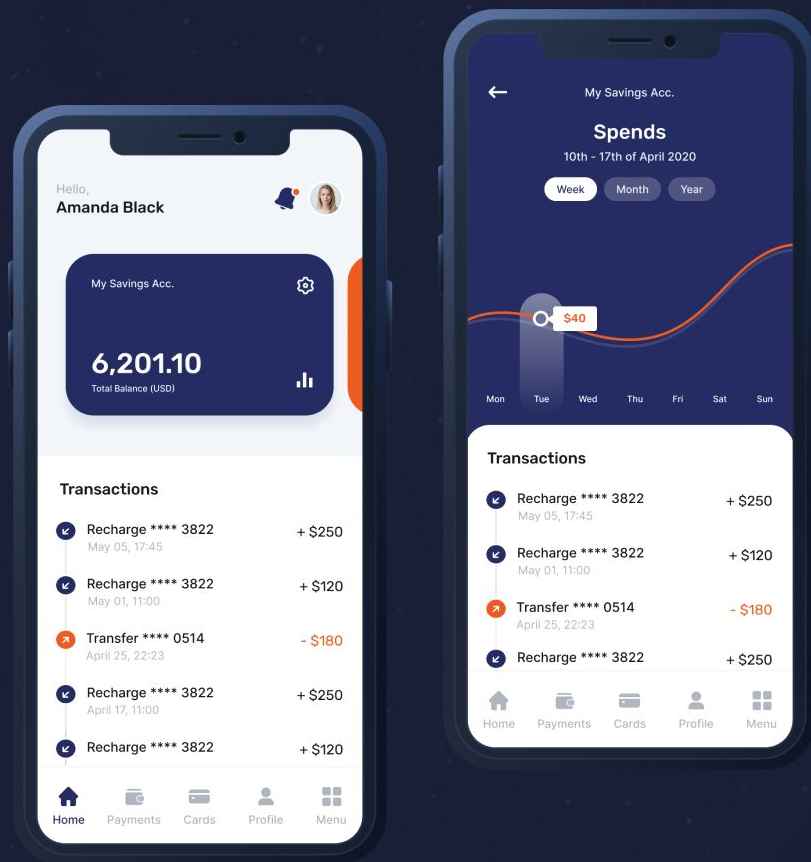 Hello,
Amanda Black
My Savings Acc.
6,201.10
Total Balance (USD)
Transactions
Recharge **** 3822 + $250
May 05, 17:45
Recharge **** 3822 + $120
May 01, 11:00
Transfer **** 0514 - $180
April 25, 22:23
Recharge **** 3822 + $250
April 17, 11:00
Recharge **** 3822 + $120
Home Payments Cards Profile Menu
My Savings Acc.
Spends
10th - 17th of April 2020
Week Month Year
$40
Mon Tue Wed Thu Fri Sat Sun
Transactions
Recharge **** 3822 + $250
May 05, 17:45
Recharge **** 3822 + $120
May 01, 11:00
Transfer **** 0514 - $180
April 25, 22:23
Recharge **** 3822 + $250
Home Payments Cards Profile Menu